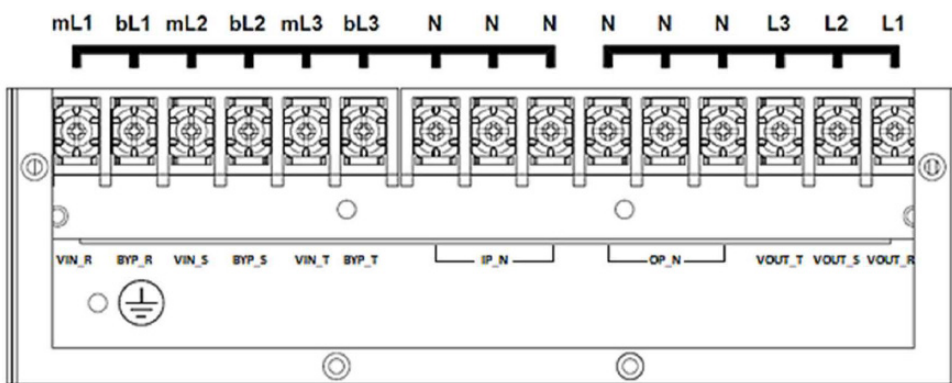 mL1 bL1 mL2 bL2 mL3 bL3 N N N N N N L3 L2 L1
VIN_R BYP_R VIN_S BYP_S VIN_T BYP_T IP_N OP_N VOUT_T VOUT_S VOUT_R